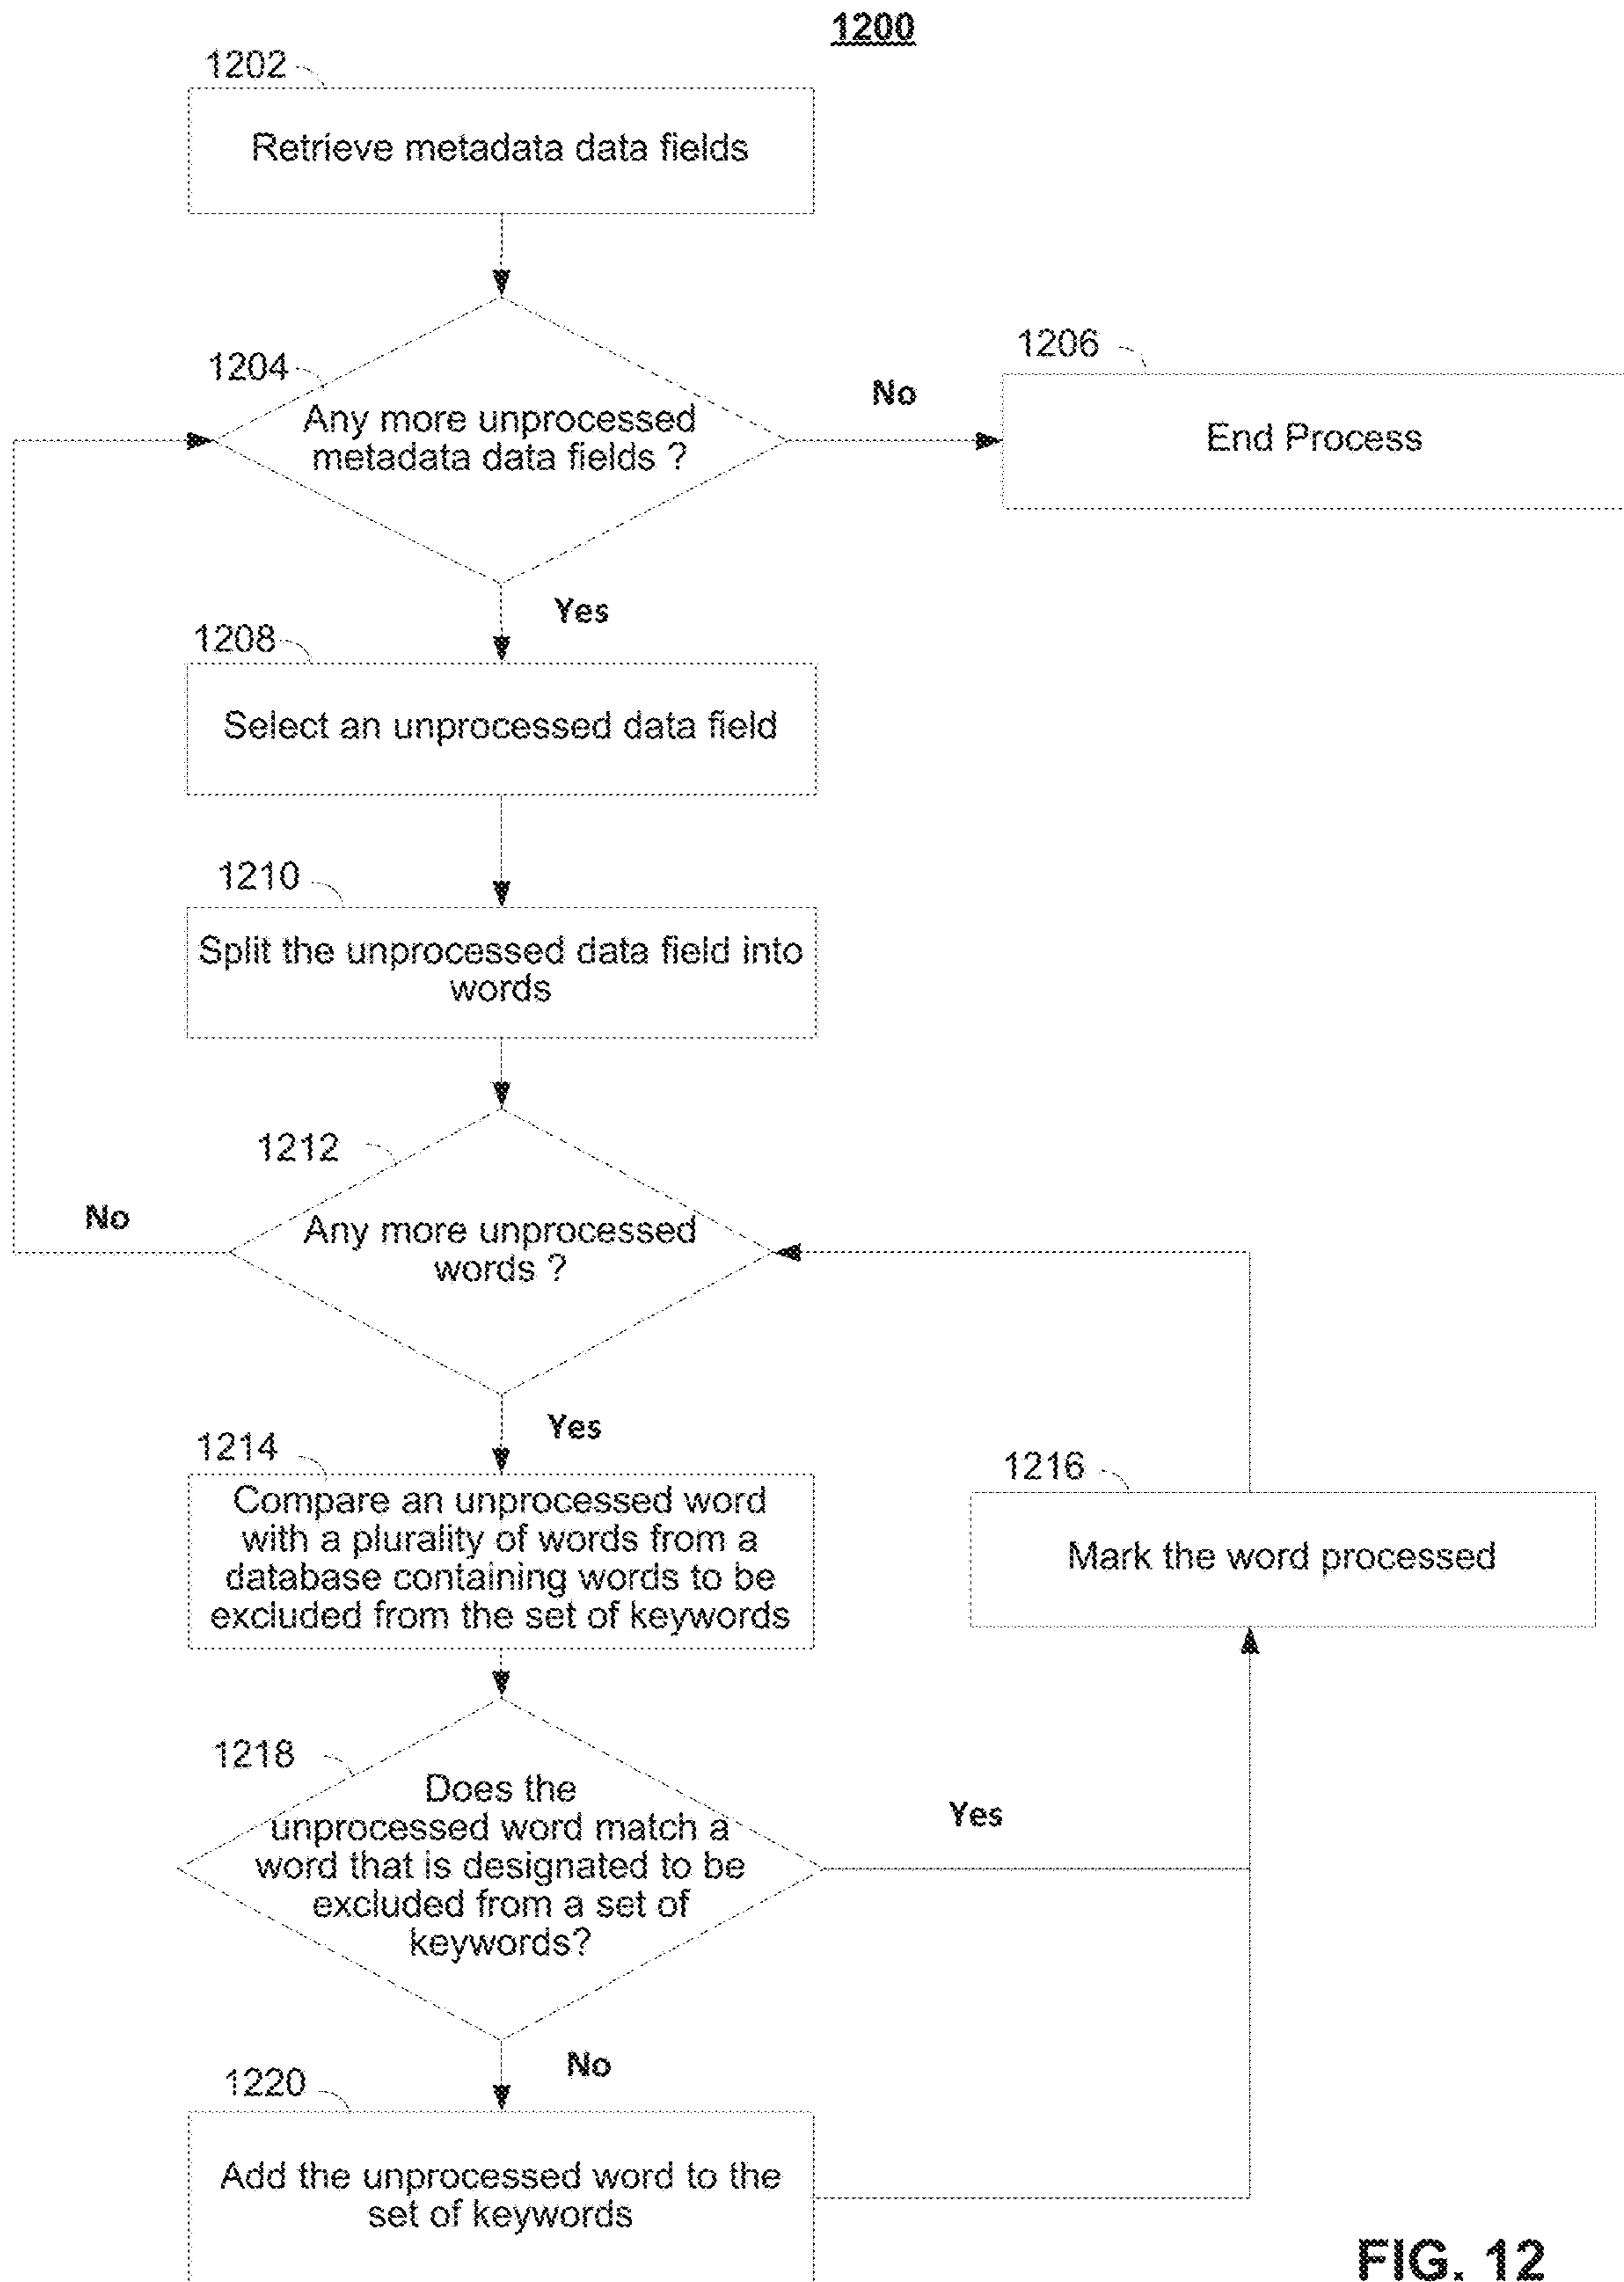 1200
1202
Retrieve metadata data fields
1204
Any more unprocessed
metadata data fields ?
No
1206
End Process
Yes
1208
Select an unprocessed data field
1210
Split the unprocessed data field into
words
1212
Any more unprocessed
words ?
No
Yes
1214
Compare an unprocessed word
with a plurality of words from a
database containing words to be
excluded from the set of keywords
1216
Mark the word processed
1218
Does the
unprocessed word match a
word that is designated to be
excluded from a set of
keywords?
Yes
No
1220
Add the unprocessed word to the
set of keywords
FIG. 12